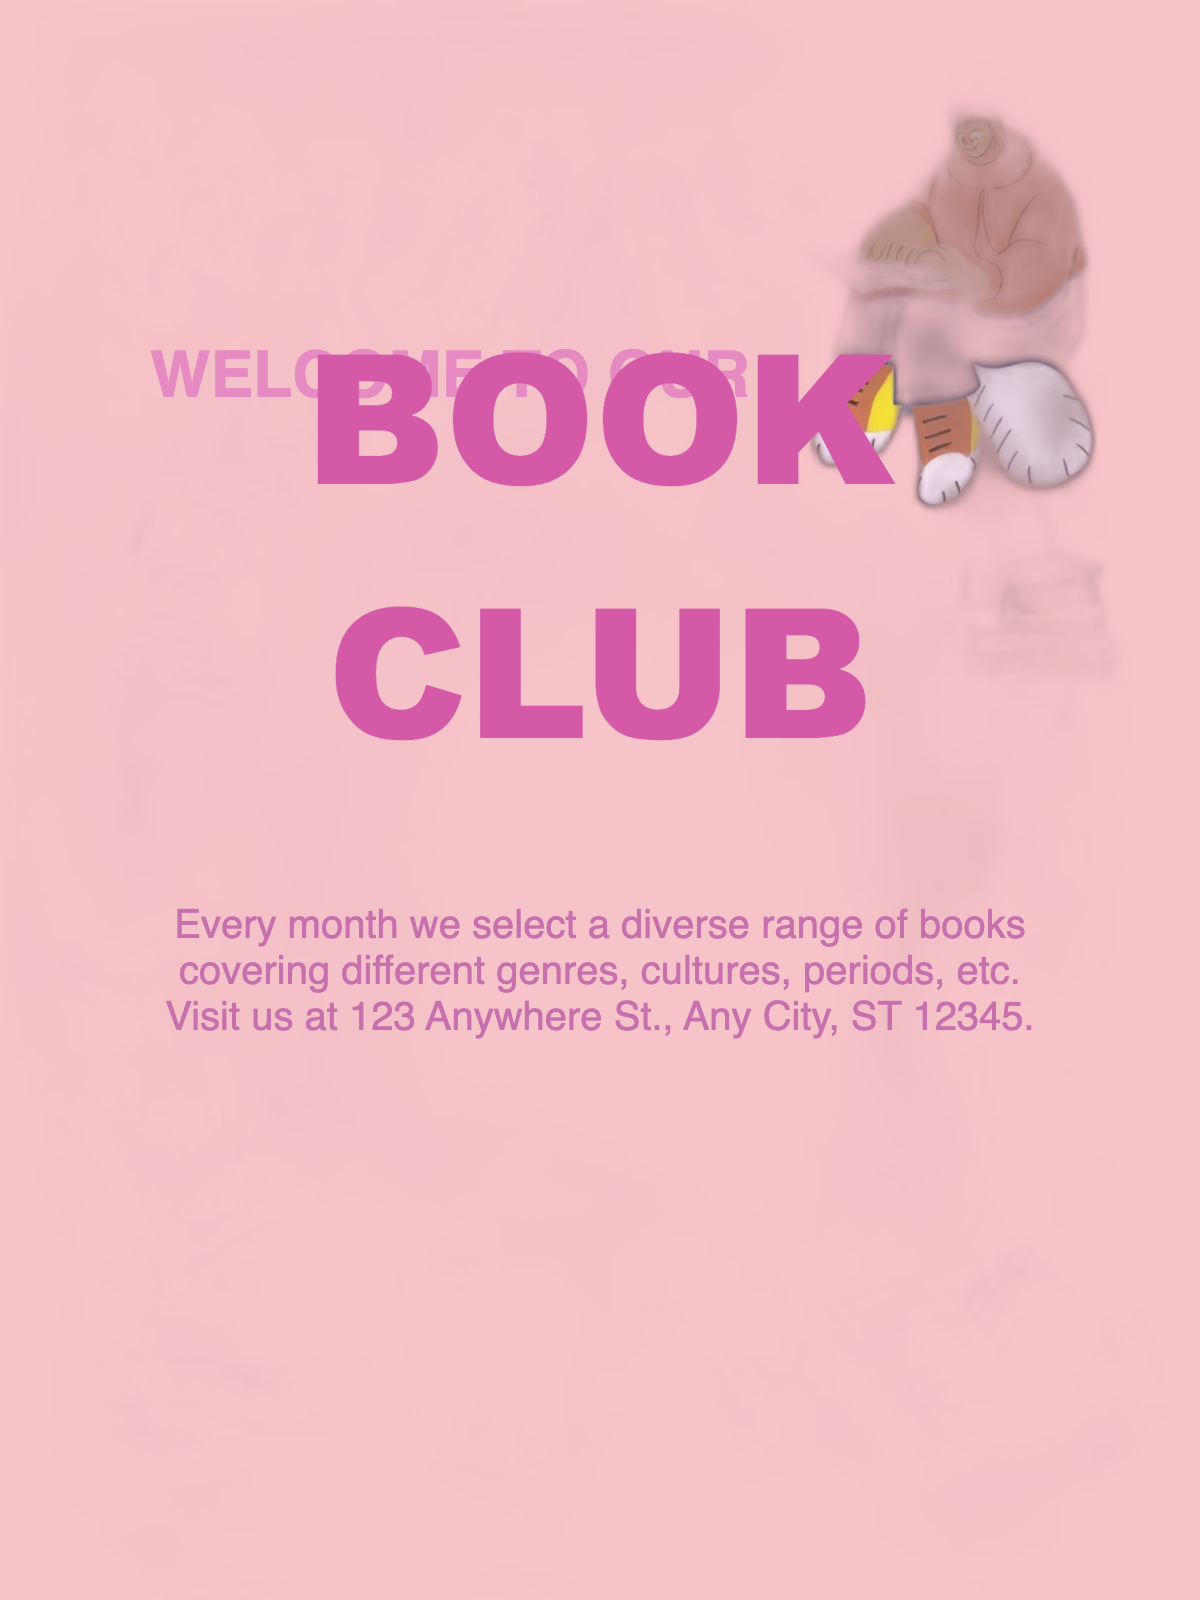 WELCOME TO OUR
BOOK
CLUB
Every month we select a diverse range of books
covering different genres, cultures, periods, etc.
Visit us at 123 Anywhere St., Any City, ST 12345.